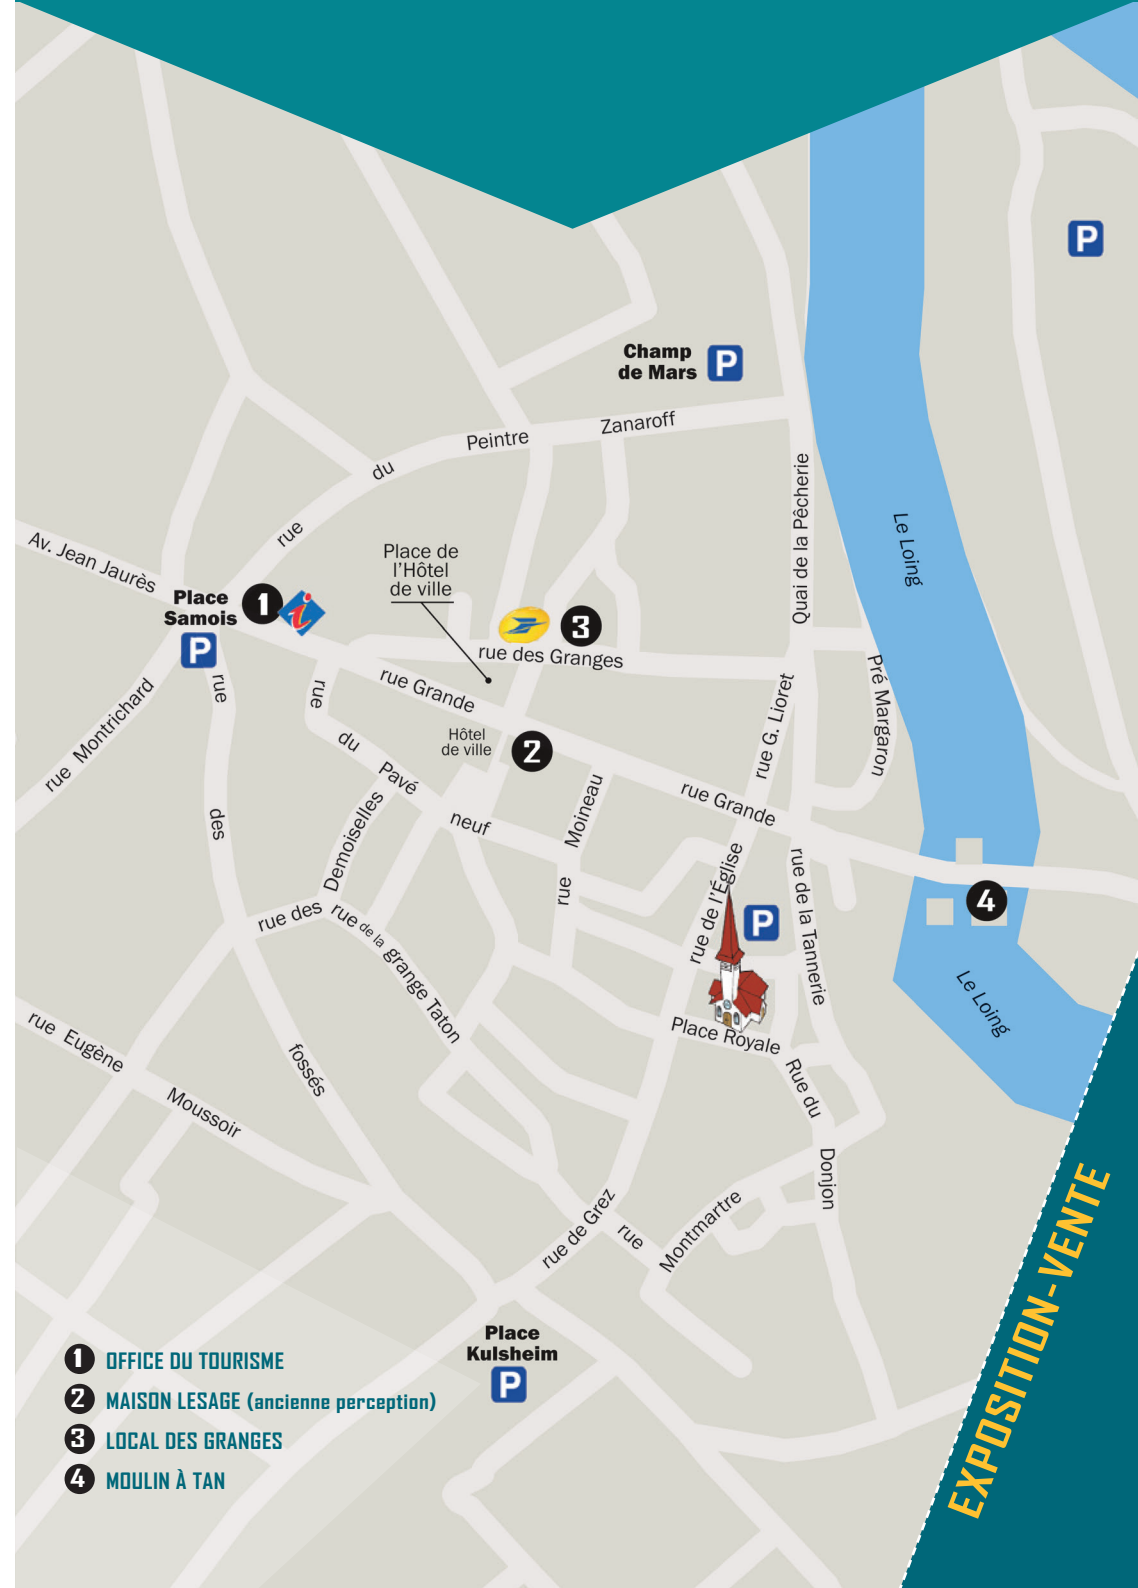 P
Champ
de Mars
P
Peintre
Zanaroff
du
rue
Quai de la Pêcherie
Le Loing
Av. Jean Jaurès
Place de
l'Hôtel
de ville
Place
Samois
1
i
3
P
rue des Granges
rue Grande
rue
rue
rue Montrichard
Pré Margaron
rue G. Lioret
Hôtel
de ville
2
du
Pavé
neuf
des
Demoiselles
rue des
Moineau
rue
rue Grande
rue de l'Église
P
rue de la Tannerie
4
rue de la grange Taton
Le Loing
rue Eugène
Moussoir
fossés
Place Royale
Rue du
Donjon
rue de Grez
rue
Montmartre
Place
Kulsheim
P
1 OFFICE DU TOURISME
2 MAISON LESAGE (ancienne perception)
3 LOCAL DES GRANGES
4 MOULIN À TAN
EXPOSITION-VENTE